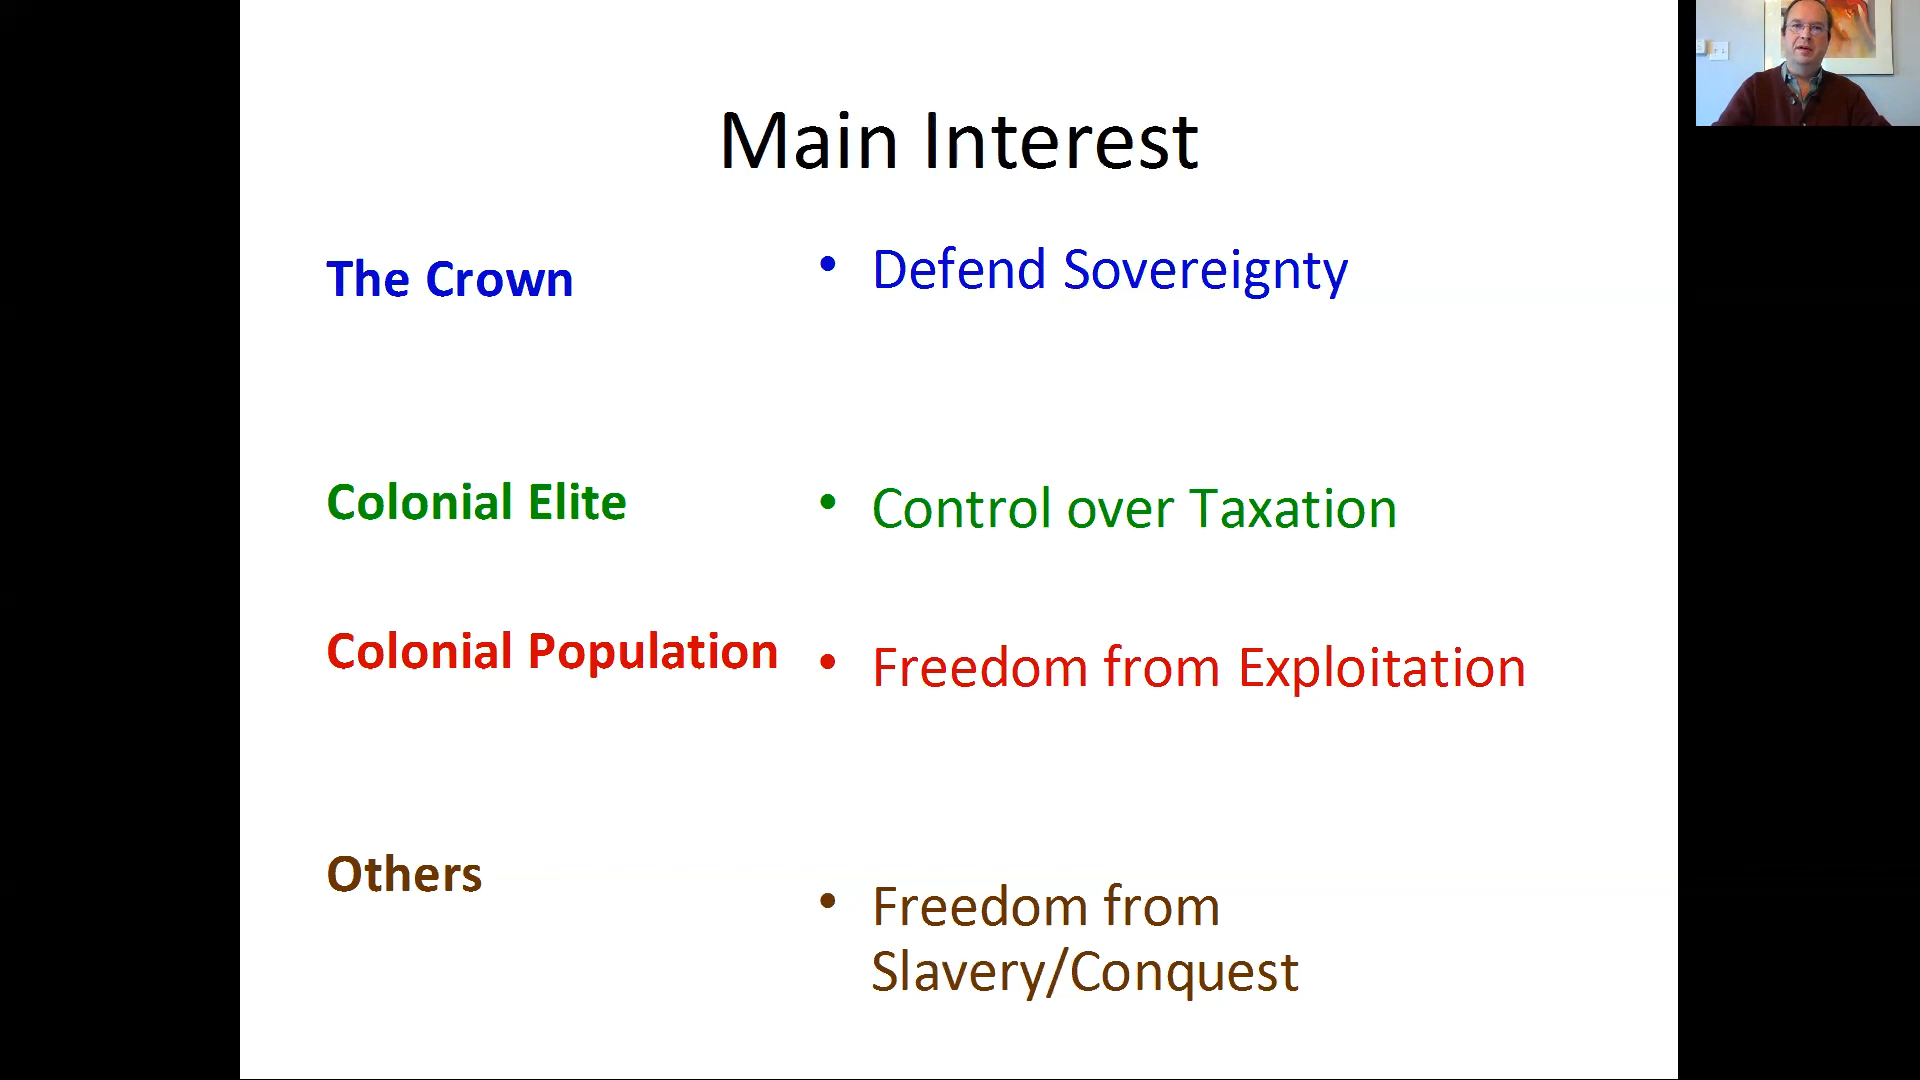 Main Interest
The Crown
• Defend Sovereignty
Colonial Elite
• Control over Taxation
Colonial Population
• Freedom from Exploitation
Others
• Freedom from
Slavery/Conquest